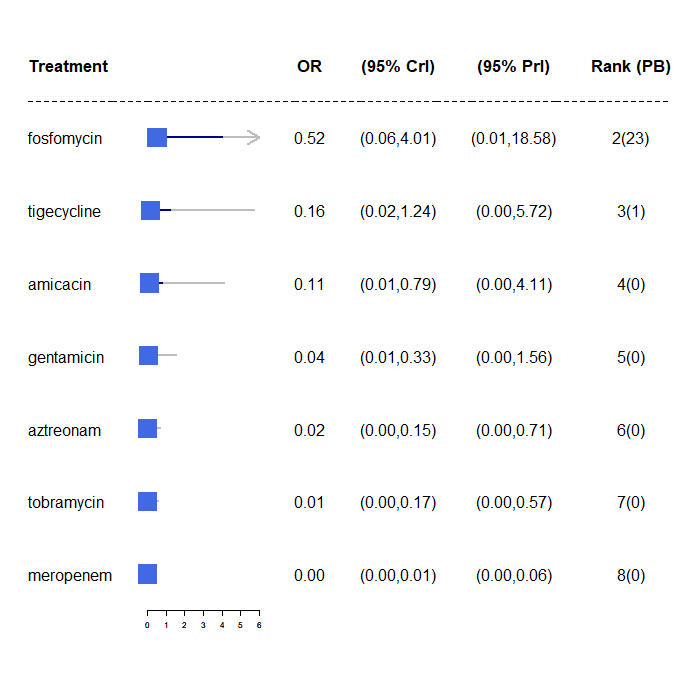 Treatment OR (95% CrI) (95% PrI) Rank (PB)
fosfomycin 0.52 (0.06,4.01) (0.01,18.58) 2(23)
tigecycline 0.16 (0.02,1.24) (0.00,5.72) 3(1)
amicacin 0.11 (0.01,0.79) (0.00,4.11) 4(0)
gentamicin 0.04 (0.01,0.33) (0.00,1.56) 5(0)
aztreonam 0.02 (0.00,0.15) (0.00,0.71) 6(0)
tobramycin 0.01 (0.00,0.17) (0.00,0.57) 7(0)
meropenem 0.00 (0.00,0.01) (0.00,0.06) 8(0)
0 1 2 3 4 5 6